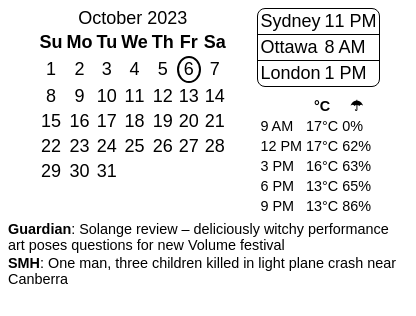 October 2023
Su Mo Tu We Th Fr Sa
1 2 3 4 5 6 7
8 9 10 11 12 13 14
15 16 17 18 19 20 21
22 23 24 25 26 27 28
29 30 31
Sydney 11 PM
Ottawa 8 AM
London 1 PM
°C ☂
9 AM 17°C 0%
12 PM 17°C 62%
3 PM 16°C 63%
6 PM 13°C 65%
9 PM 13°C 86%
Guardian: Solange review – deliciously witchy performance
art poses questions for new Volume festival
SMH: One man, three children killed in light plane crash near
Canberra